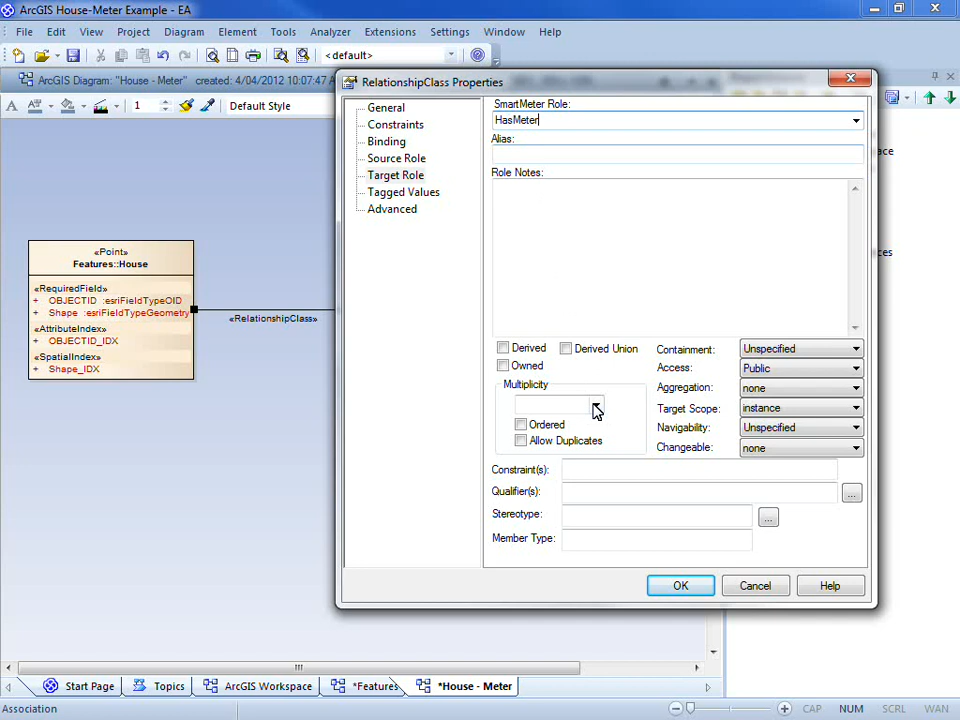 ArcGIS House-Meter Example - EA
File Edit View Project Diagram Element Tools Analyzer Extensions Settings Window Help
<default>
ArcGIS Diagram: "House - Meter" created: 4/04/2012 10:07:47 A
1 Default Style
RelationshipClass Properties
General
Constraints
Binding
Source Role
Target Role
Tagged Values
Advanced
SmartMeter Role:
HasMeter
Alias:
Role Notes:
Derived Derived Union
Owned
Multiplicity
Ordered
Allow Duplicates
Containment: Unspecified
Access: Public
Aggregation: none
Target Scope: instance
Navigability: Unspecified
Changeable: none
Constraint(s):
Qualifier(s):
Stereotype:
Member Type:
OK Cancel Help
«Point»
Features::House
«RequiredField»
+ OBJECTID :esriFieldTypeOID
+ Shape :esriFieldTypeGeometry
«AttributeIndex»
+ OBJECTID_IDX
«SpatialIndex»
+ Shape_IDX
«RelationshipClass»
ace
ces
Start Page Topics ArcGIS Workspace *Features *House - Meter
Association CAP NUM SCRL WAN